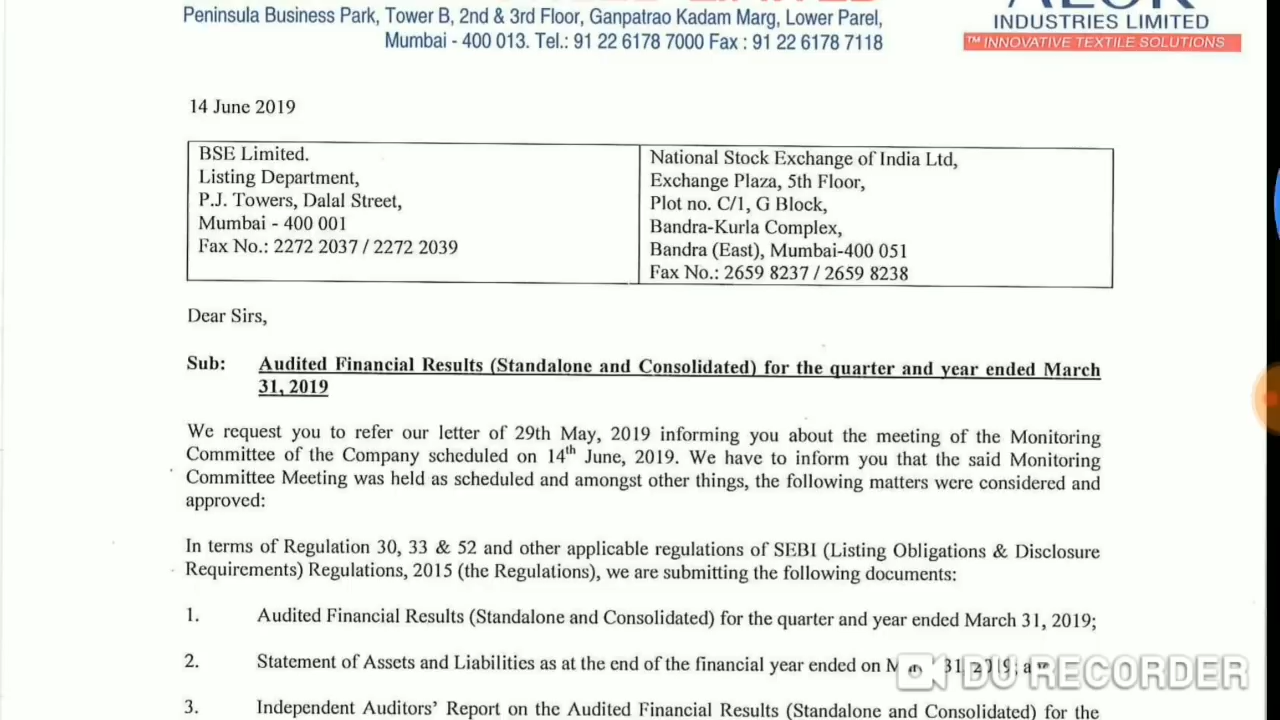 Peninsula Business Park, Tower B, 2nd & 3rd Floor, Ganpatrao Kadam Marg, Lower Parel,
Mumbai - 400 013. Tel.: 91 22 6178 7000 Fax : 91 22 6178 7118
INDUSTRIES LIMITED
™ INNOVATIVE TEXTILE SOLUTIONS
14 June 2019
BSE Limited.
Listing Department,
P.J. Towers, Dalal Street,
Mumbai - 400 001
Fax No.: 2272 2037 / 2272 2039
National Stock Exchange of India Ltd,
Exchange Plaza, 5th Floor,
Plot no. C/1, G Block,
Bandra-Kurla Complex,
Bandra (East), Mumbai-400 051
Fax No.: 2659 8237 / 2659 8238
Dear Sirs,
Sub: Audited Financial Results (Standalone and Consolidated) for the quarter and year ended March
31, 2019
We request you to refer our letter of 29th May, 2019 informing you about the meeting of the Monitoring
Committee of the Company scheduled on 14th June, 2019. We have to inform you that the said Monitoring
Committee Meeting was held as scheduled and amongst other things, the following matters were considered and
approved:
In terms of Regulation 30, 33 & 52 and other applicable regulations of SEBI (Listing Obligations & Disclosure
Requirements) Regulations, 2015 (the Regulations), we are submitting the following documents:
1. Audited Financial Results (Standalone and Consolidated) for the quarter and year ended March 31, 2019;
2. Statement of Assets and Liabilities as at the end of the financial year ended on 31, 2019;
DU RECORDER
3. Independent Auditors' Report on the Audited Financial Results (Standalone and Consolidated) for the